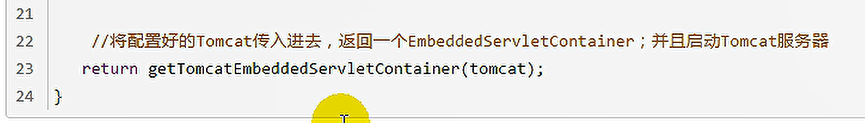 21
22 //将配置好的Tomcat传入进去，返回一个EmbeddedServletContainer；并且启动Tomcat服务器
23 return getTomcatEmbeddedServletContainer(tomcat);
24 }